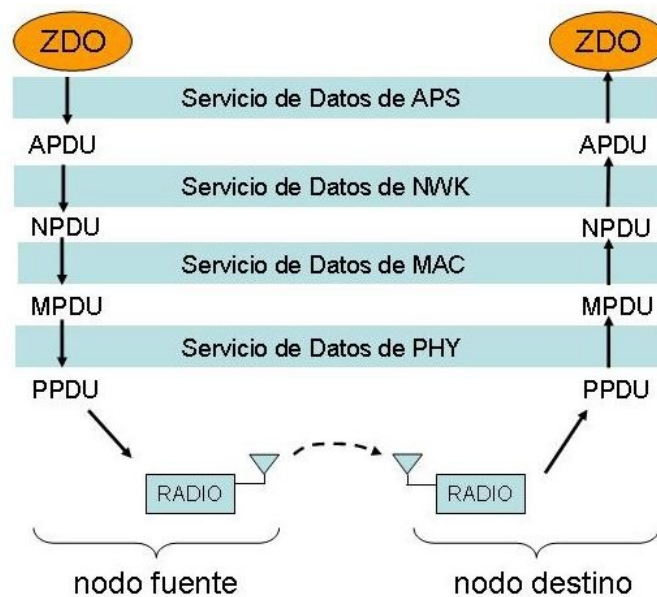 ZDO ZDO
Servicio de Datos de APS
APDU APDU
Servicio de Datos de NWK
NPDU NPDU
Servicio de Datos de MAC
MPDU MPDU
Servicio de Datos de PHY
PPDU PPDU
RADIO RADIO
nodo fuente nodo destino